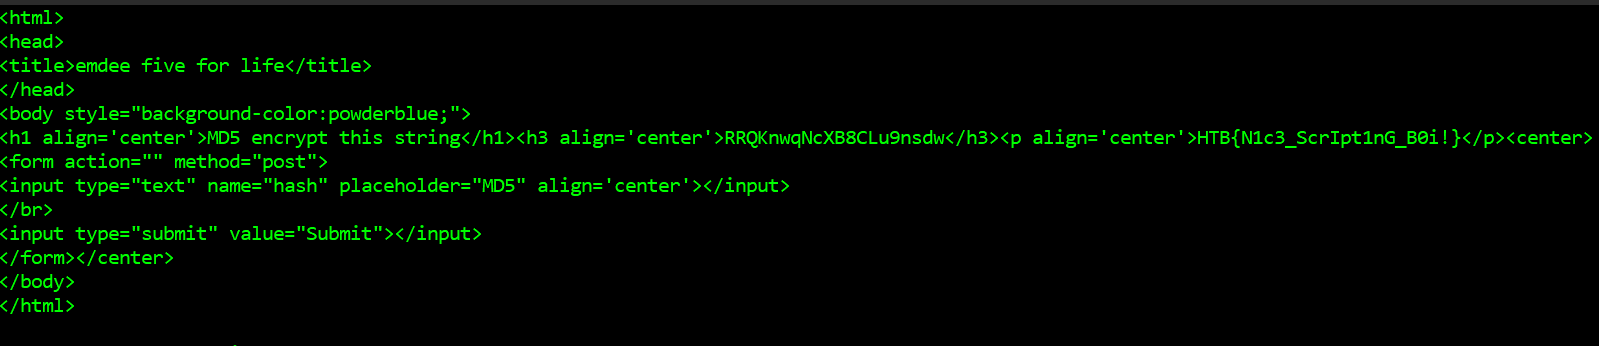 <html>
<head>
<title>emdee five for life</title>
</head>
<body style="background-color:powderblue;">
<h1 align='center'>MD5 encrypt this string</h1><h3 align='center'>RRQKnwqNcXB8CLu9nsdw</h3><p align='center'>HTB{N1c3_ScrIpt1nG_B0i!}</p><center>
<form action="" method="post">
<input type="text" name="hash" placeholder="MD5" align='center'></input>
</br>
<input type="submit" value="Submit"></input>
</form></center>
</body>
</html>